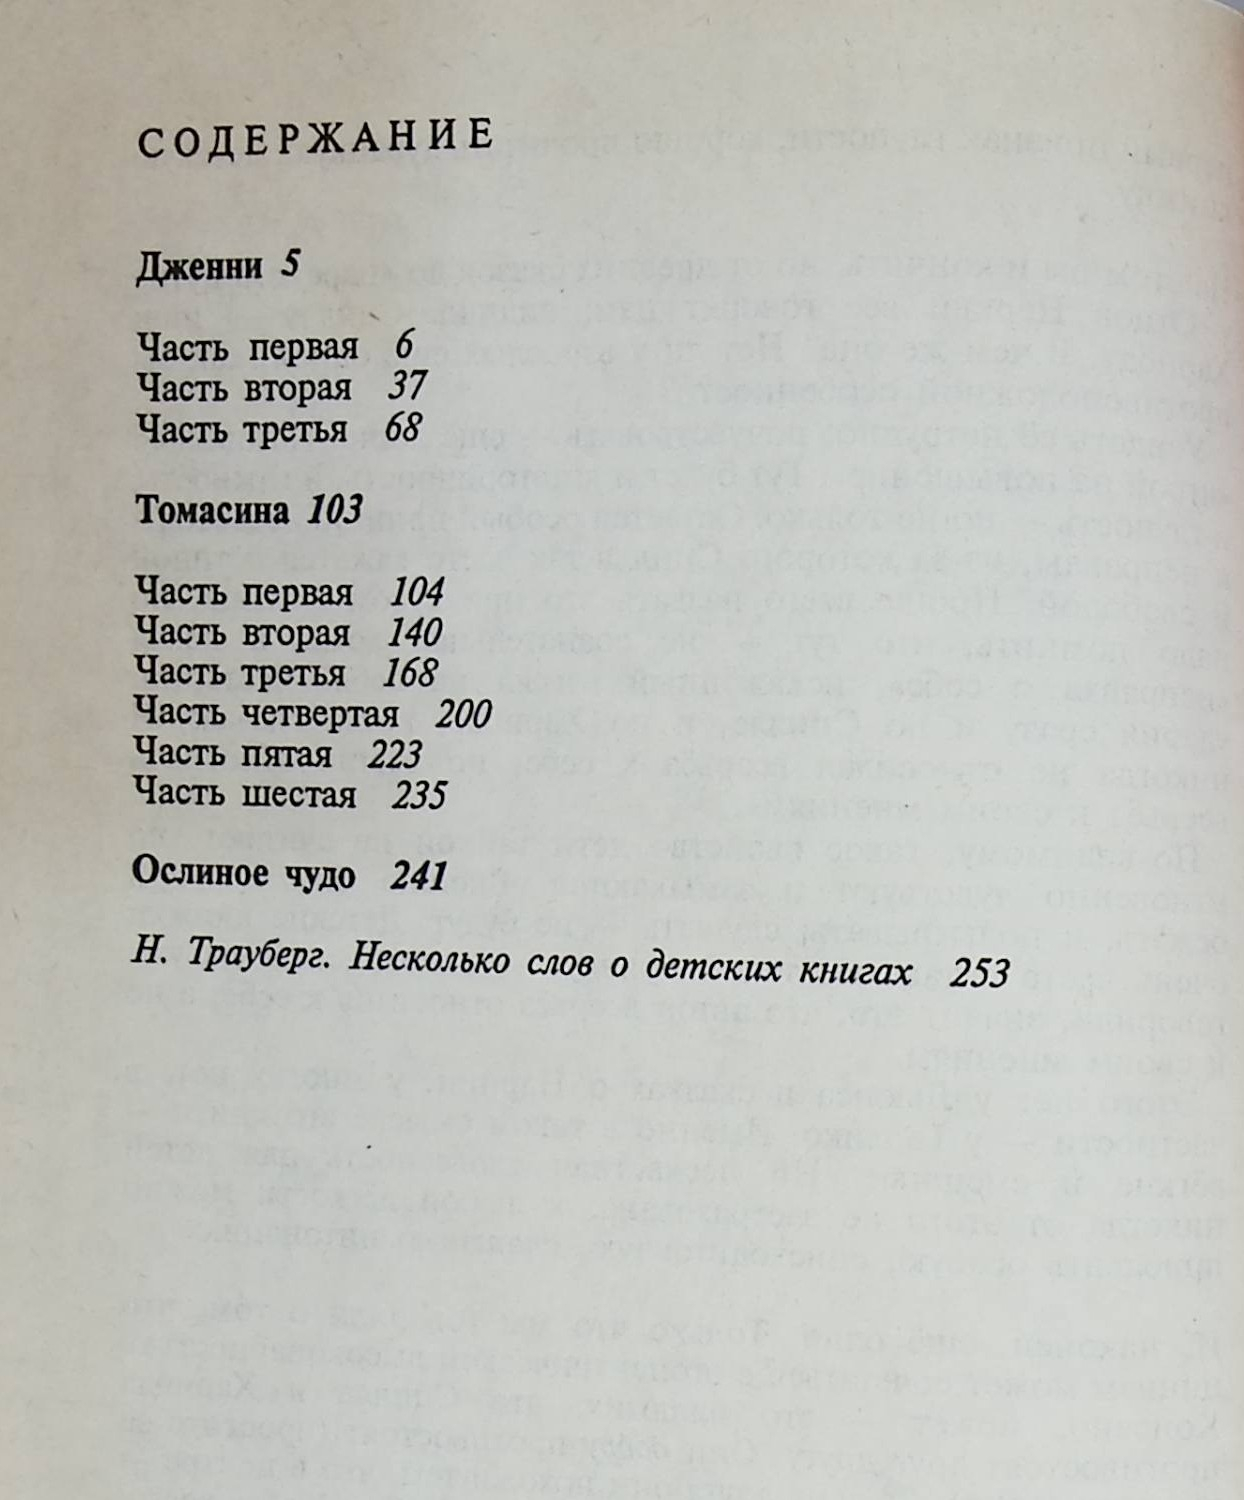 СОДЕРЖАНИЕ
Дженни 5
Часть первая 6
Часть вторая 37
Часть третья 68
Томасина 103
Часть первая 104
Часть вторая 140
Часть третья 168
Часть четвертая 200
Часть пятая 223
Часть шестая 235
Ослиное чудо 241
Н. Трауберг. Несколько слов о детских книгах 253